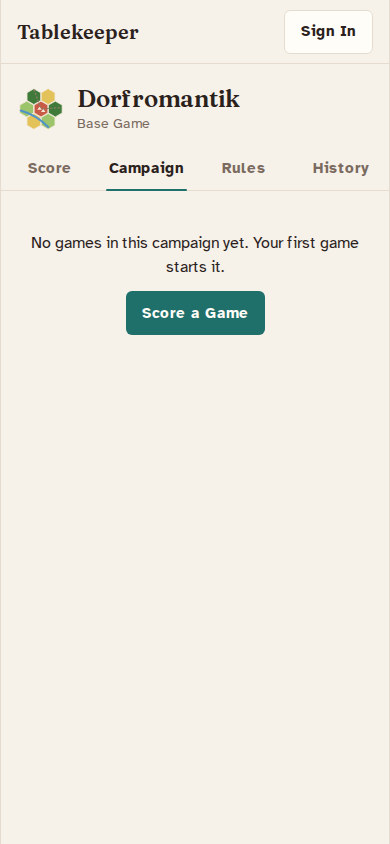 Tablekeeper
Sign In
Dorfromantik
Base Game
Score
Campaign
Rules
History
No games in this campaign yet. Your first game
starts it.
Score a Game